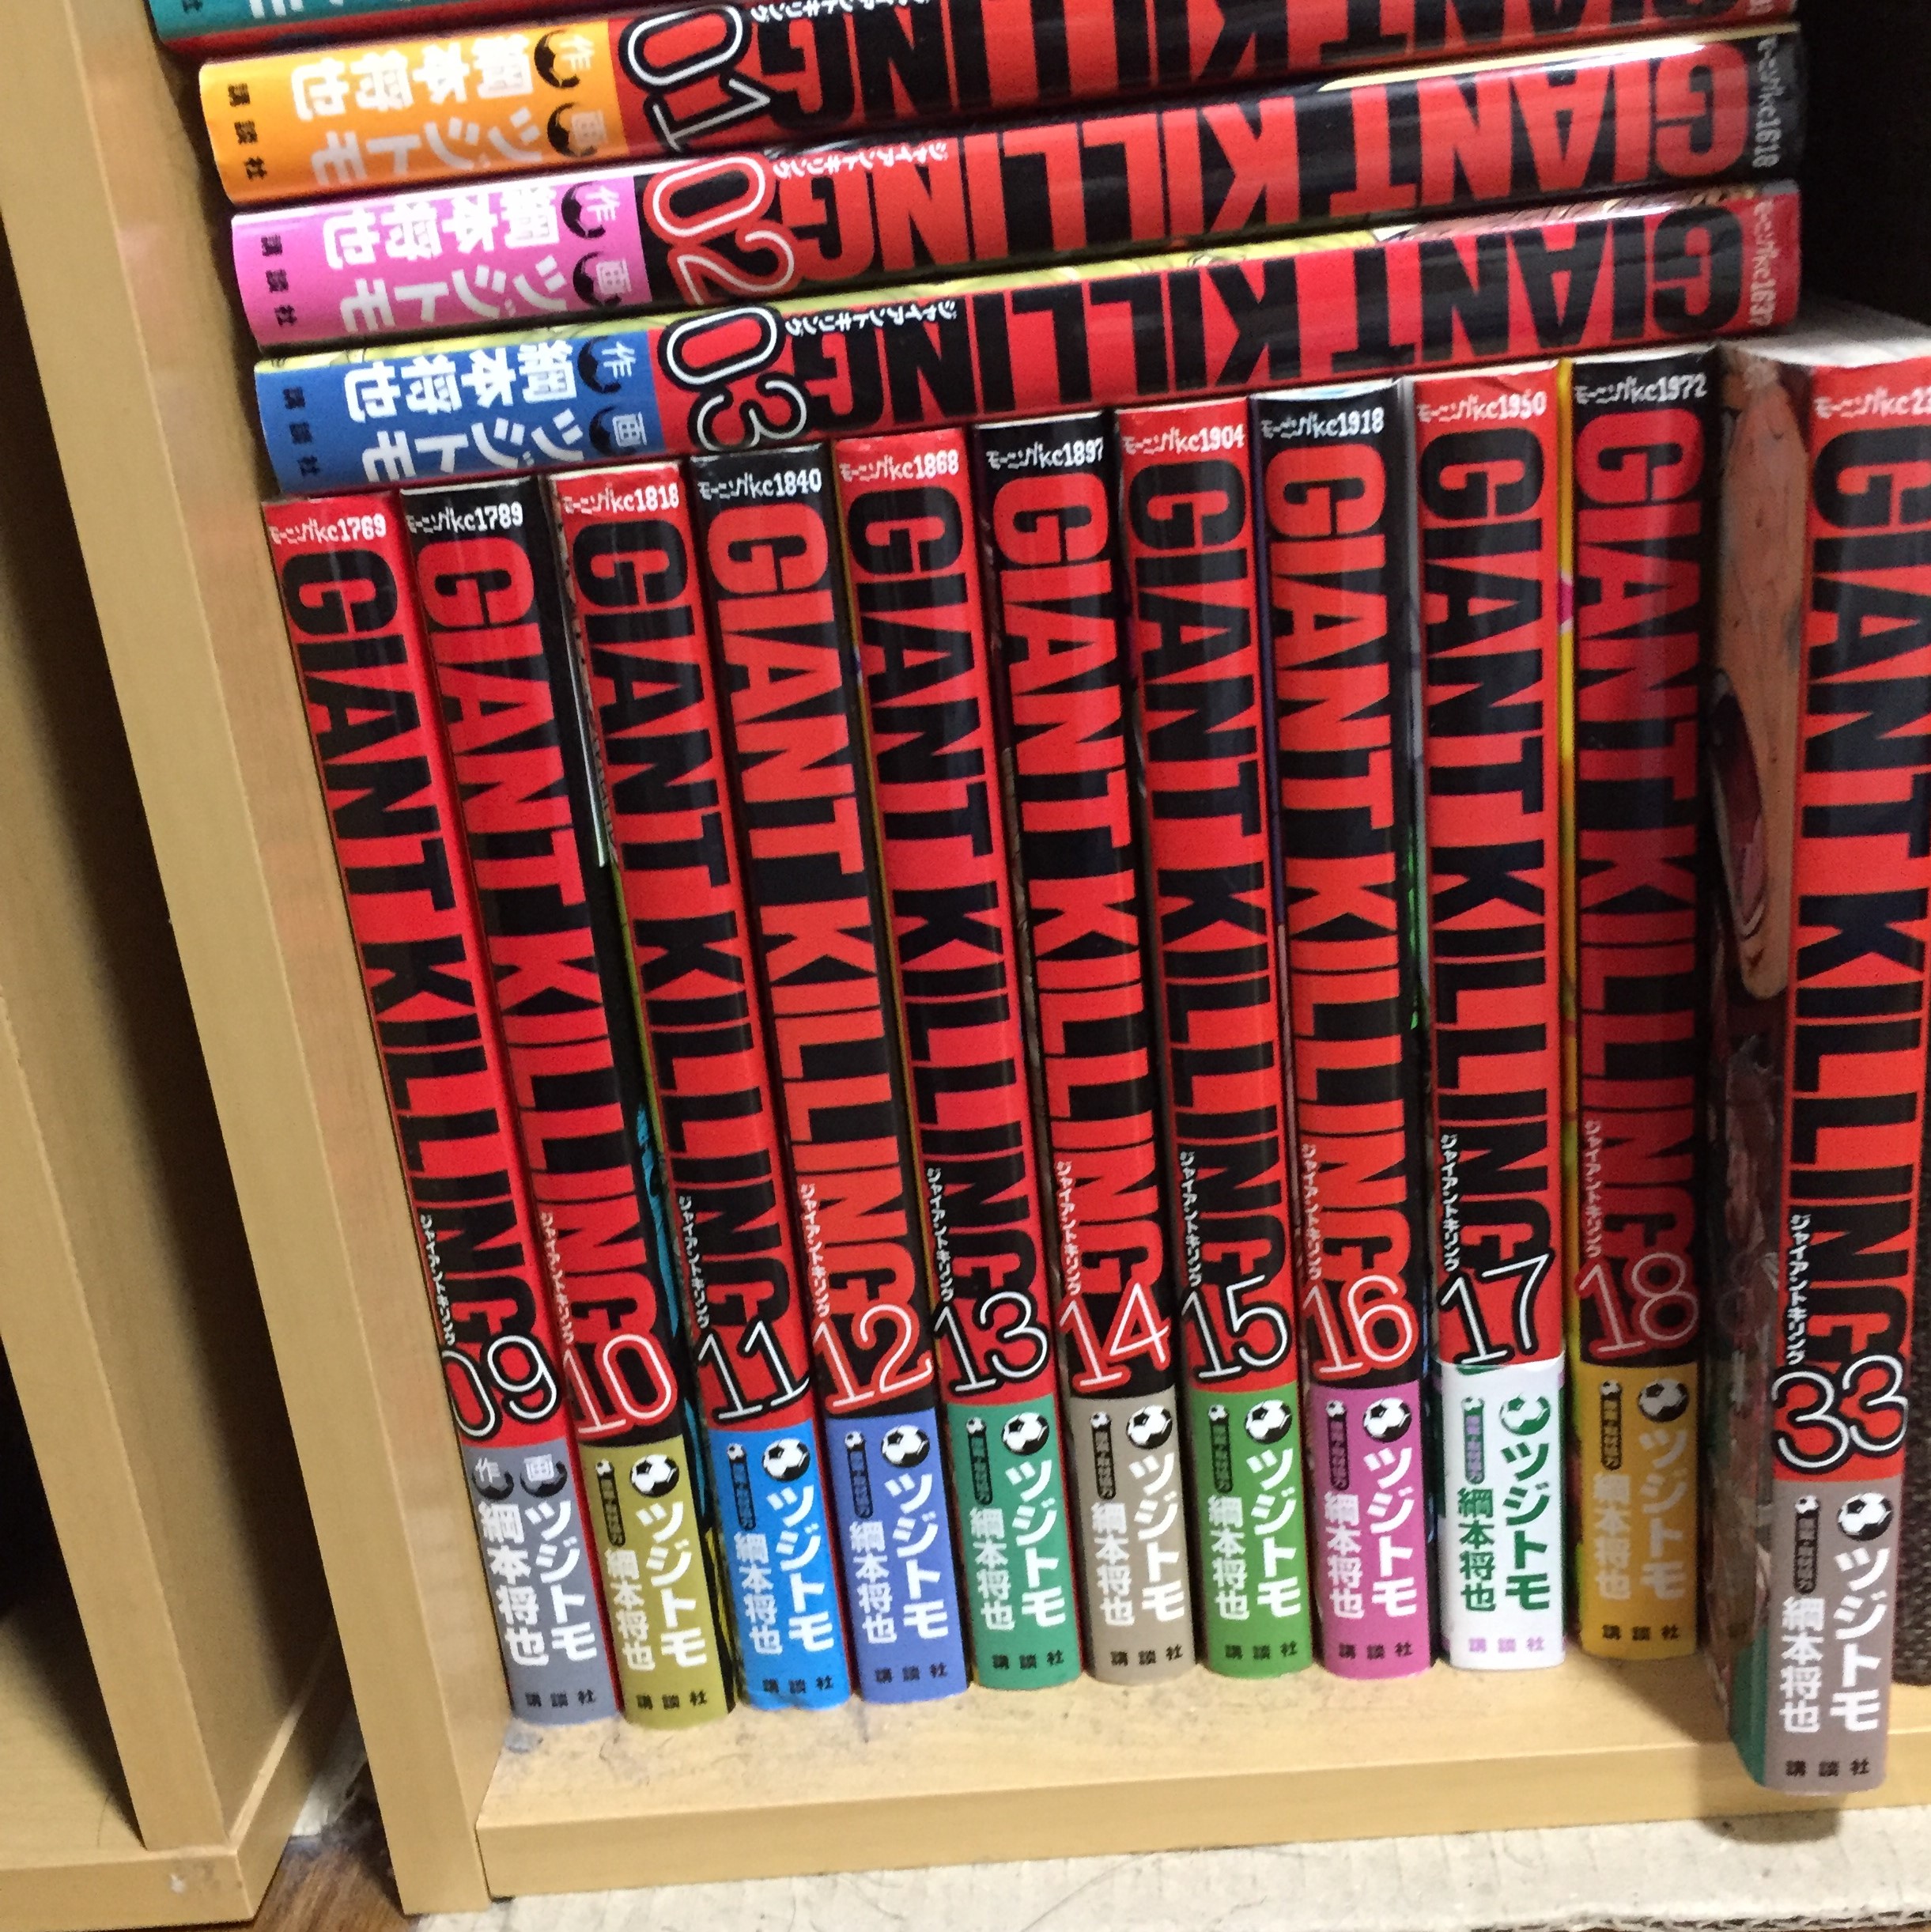 01
GIANT KILLING
ジャイアントキリング
作 綱本将也
画 ツジトモ
講談社
モーニングkc1618
GIANT KILLING
ジャイアントキリング
02
作 綱本将也
画 ツジトモ
講談社
モーニングkc1637
GIANT KILLING
ジャイアントキリング
03
作 綱本将也
画 ツジトモ
講談社
モーニングkc1769
GIANT KILLING
ジャイアントキリング
09
画 ツジトモ
作 綱本将也
講談社
モーニングkc1789
GIANT KILLING
ジャイアントキリング
10
ツジトモ
綱本将也
講談社
モーニングkc1818
GIANT KILLING
ジャイアントキリング
11
ツジトモ
綱本将也
講談社
モーニングkc1840
GIANT KILLING
ジャイアントキリング
12
ツジトモ
綱本将也
講談社
モーニングkc1868
GIANT KILLING
ジャイアントキリング
13
ツジトモ
綱本将也
講談社
モーニングkc1897
GIANT KILLING
ジャイアントキリング
14
ツジトモ
綱本将也
講談社
モーニングkc1904
GIANT KILLING
ジャイアントキリング
15
ツジトモ
綱本将也
講談社
モーニングkc1918
GIANT KILLING
ジャイアントキリング
16
ツジトモ
綱本将也
講談社
モーニングkc1950
GIANT KILLING
ジャイアントキリング
17
ツジトモ
綱本将也
講談社
モーニングkc1972
GIANT KILLING
ジャイアントキリング
18
ツジトモ
綱本将也
講談社
GIANT KILLING
ジャイアントキリング
33
ツジトモ
綱本将也
講談社